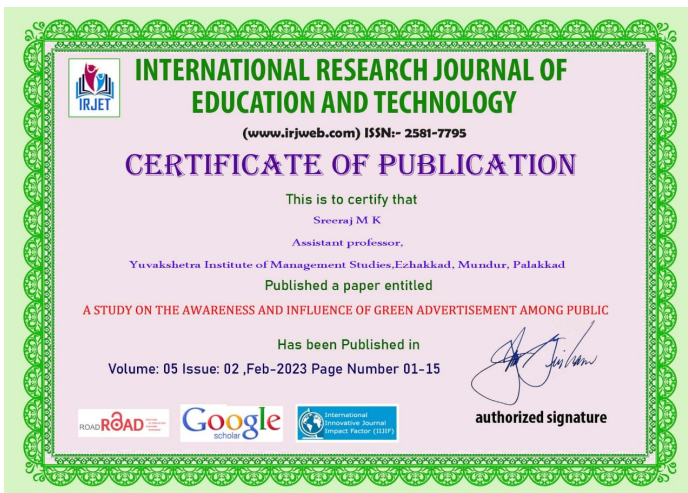 INTERNATIONAL RESEARCH JOURNAL OF
EDUCATION AND TECHNOLOGY
IRJET
(www.irjweb.com) ISSN:- 2581-7795
CERTIFICATE OF PUBLICATION
This is to certify that
Sreeraj M K
Assistant professor,
Yuvakshetra Institute of Management Studies,Ezhakkad, Mundur, Palakkad
Published a paper entitled
A STUDY ON THE AWARENESS AND INFLUENCE OF GREEN ADVERTISEMENT AMONG PUBLIC
Has been Published in
Volume: 05 Issue: 02 ,Feb-2023 Page Number 01-15
ROAD ROAD
Google
scholar
International
Innovative Journal
Impact Factor (IIJIF)
authorized signature